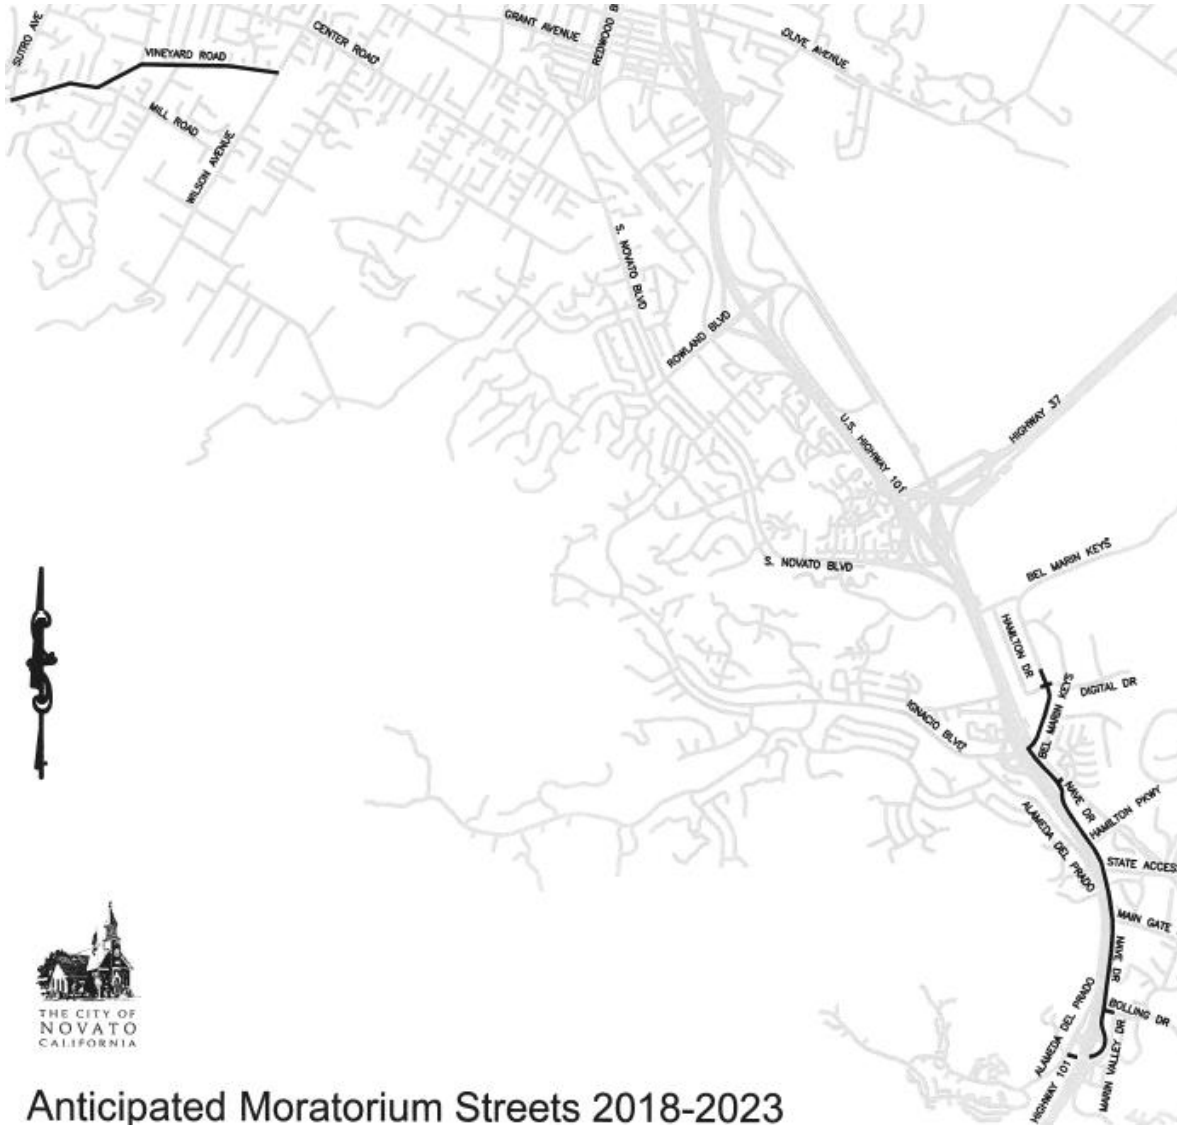 SUTRO AVE
VINEYARD ROAD
CENTER ROAD
GRANT AVENUE
REDWOOD B
OLIVE AVENUE
MILL ROAD
WILSON AVENUE
S. NOVATO BLVD
ROWLAND BLVD
U.S. HIGHWAY 101
HIGHWAY 37
S. NOVATO BLVD
BEL MARIN KEYS
HAMILTON DR
DIGITAL DR
BEL MARIN KEYS
IGNACIO BLVD
NAVE DR
HAMILTON PKWY
ALAMEDA DEL PRADO
STATE ACCES
MAIN GATE
NAVE DR
ALAMEDA DEL PRADO
BOLLING DR
MARIN VALLEY DR
HIGHWAY 101
THE CITY OF
NOVATO
CALIFORNIA
Anticipated Moratorium Streets 2018-2023